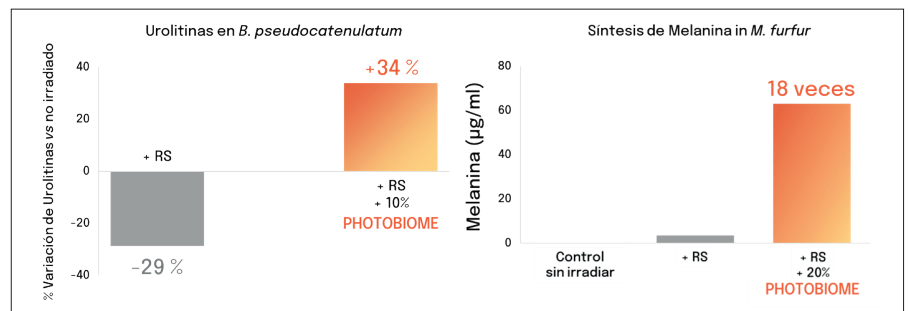 Urolitinas en B. pseudocatenulatum
% Variación de Urolitinas vs no irradiado
40
20
0
-20
-40
+ RS
-29 %
+34 %
+ RS
+ 10%
PHOTOBIOME
Síntesis de Melanina in M. furfur
Melanina (µg/ml)
80
60
40
20
0
18 veces
Control
sin irradiar
+ RS
+ RS
+ 20%
PHOTOBIOME